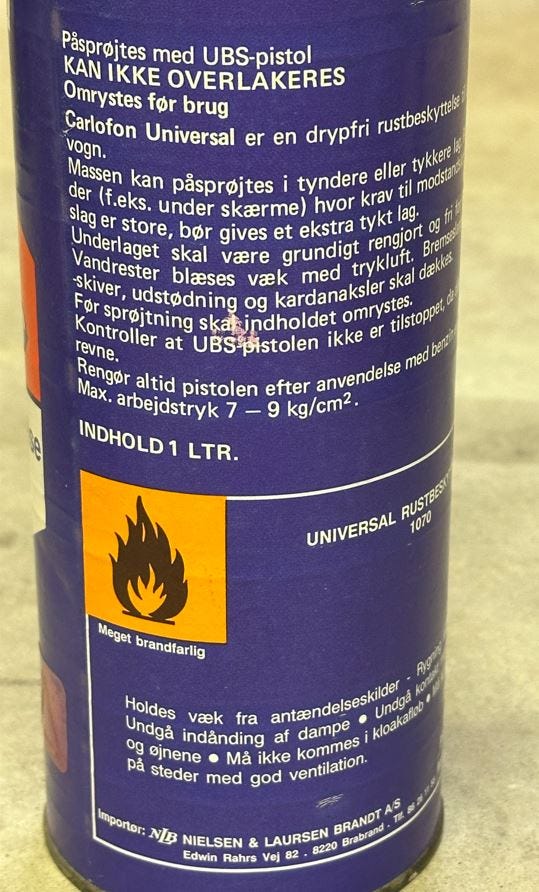 Påsprøjtes med UBS-pistol
KAN IKKE OVERLAKERES
Omrystes før brug
Carlofon Universal er en drypfri rustbeskyttelse
vogn.
Massen kan påsprøjtes i tyndere eller tykkere
der (f.eks. under skærme) hvor krav til
slag er store, bør gives et ekstra tykt lag.
Underlaget skal være grundigt rengjort og fri
Vandrester blæses væk med trykluft.
-skiver, udstødning og kardanaksler skal dækkes.
Før sprøjtning skal indholdet omrystes.
Kontroller at UBS-pistolen ikke er tilstoppet,
revne.
Rengør altid pistolen efter anvendelse med
Max. arbejdstryk 7 – 9 kg/cm².
INDHOLD 1 LTR.
UNIVERSAL
1070
Meget brandfarlig
Holdes væk fra antændelseskilder -
Undgå indånding af dampe ● Undgå
og øjnene ● Må ikke kommes i kloakafløb ●
på steder med god ventilation.
Importør: NLB NIELSEN & LAURSEN BRANDT A/S
Edwin Rahrs Vej 82 . 8220 Brabrand . Tlf.